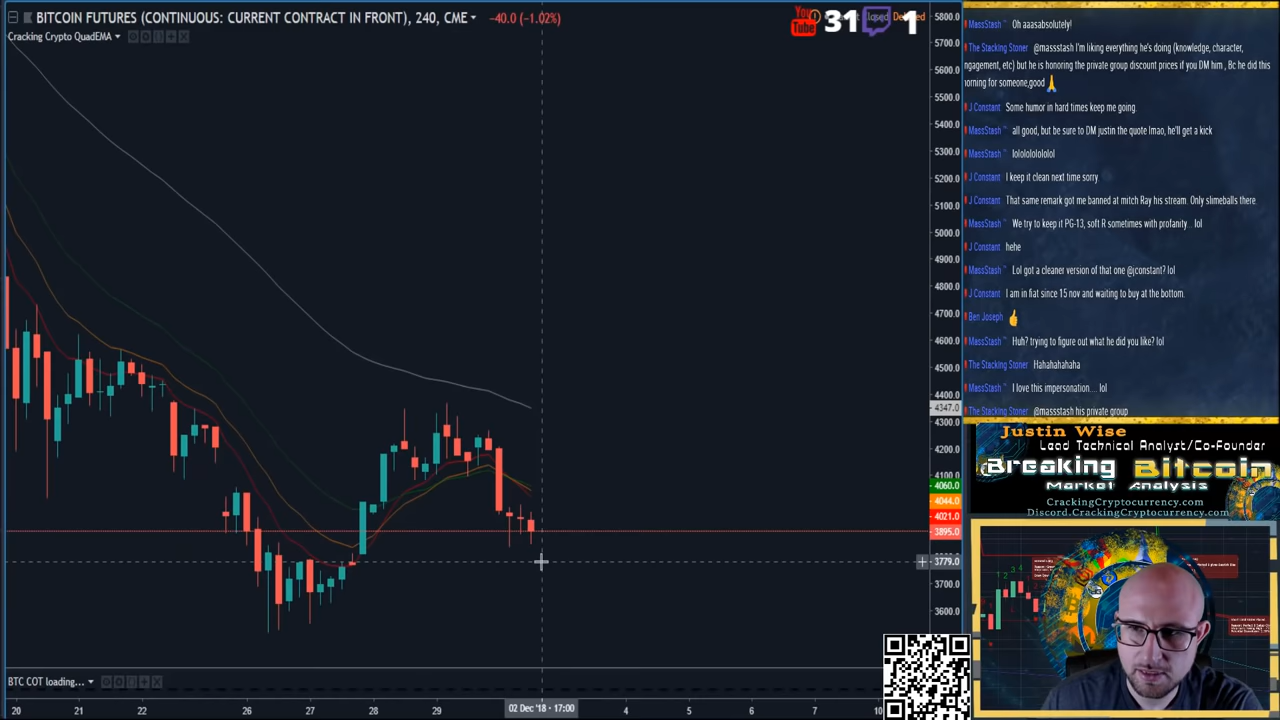 BITCOIN FUTURES (CONTINUOUS: CURRENT CONTRACT IN FRONT), 240, CME
−40.0 (−1.02%)
Closed
Cracking Crypto QuadEMA
YouTube
31
1
5800.0
5700.0
5600.0
5500.0
5400.0
5300.0
5200.0
5100.0
5000.0
4900.0
4800.0
4700.0
4600.0
4500.0
4400.0
4347.0
4300.0
4200.0
4100.0
4060.0
4044.0
4021.0
3895.0
3779.0
3700.0
3600.0
BTC COT loading...
20
21
22
26
27
28
29
02 Dec '18 • 17:00
4
5
6
7
MassStash Oh aaasabsolutely!
The Stacking Stoner @massstash I'm liking everything he's doing (knowledge, character,
ngagement, etc) but he is honoring the private group discount prices if you DM him , Bc he did this
orning for someone,good 🙏
J Constant Some humor in hard times keep me going.
MassStash all good, but be sure to DM justin the quote lmao, he'll get a kick
MassStash lolololololol
J Constant I keep it clean next time sorry
J Constant That same remark got me banned at mitch Ray his stream. Only slimeballs there.
MassStash We try to keep it PG-13, soft R sometimes with profanity... lol
J Constant hehe
MassStash Lol got a cleaner version of that one @jconstant? lol
J Constant I am in fiat since 15 nov and waiting to buy at the bottom.
Ben Joseph 👍
MassStash Huh? trying to figure out what he did you like? lol
The Stacking Stoner Hahahahahaha
MassStash I love this impersonation.... lol
The Stacking Stoner @massstash his private group
Justin Wise
Lead Technical Analyst/Co-Founder
Breaking Bitcoin
Market Analysis
CrackingCryptocurrency.com
Discord.CrackingCryptocurrency.com
1 2 3 4